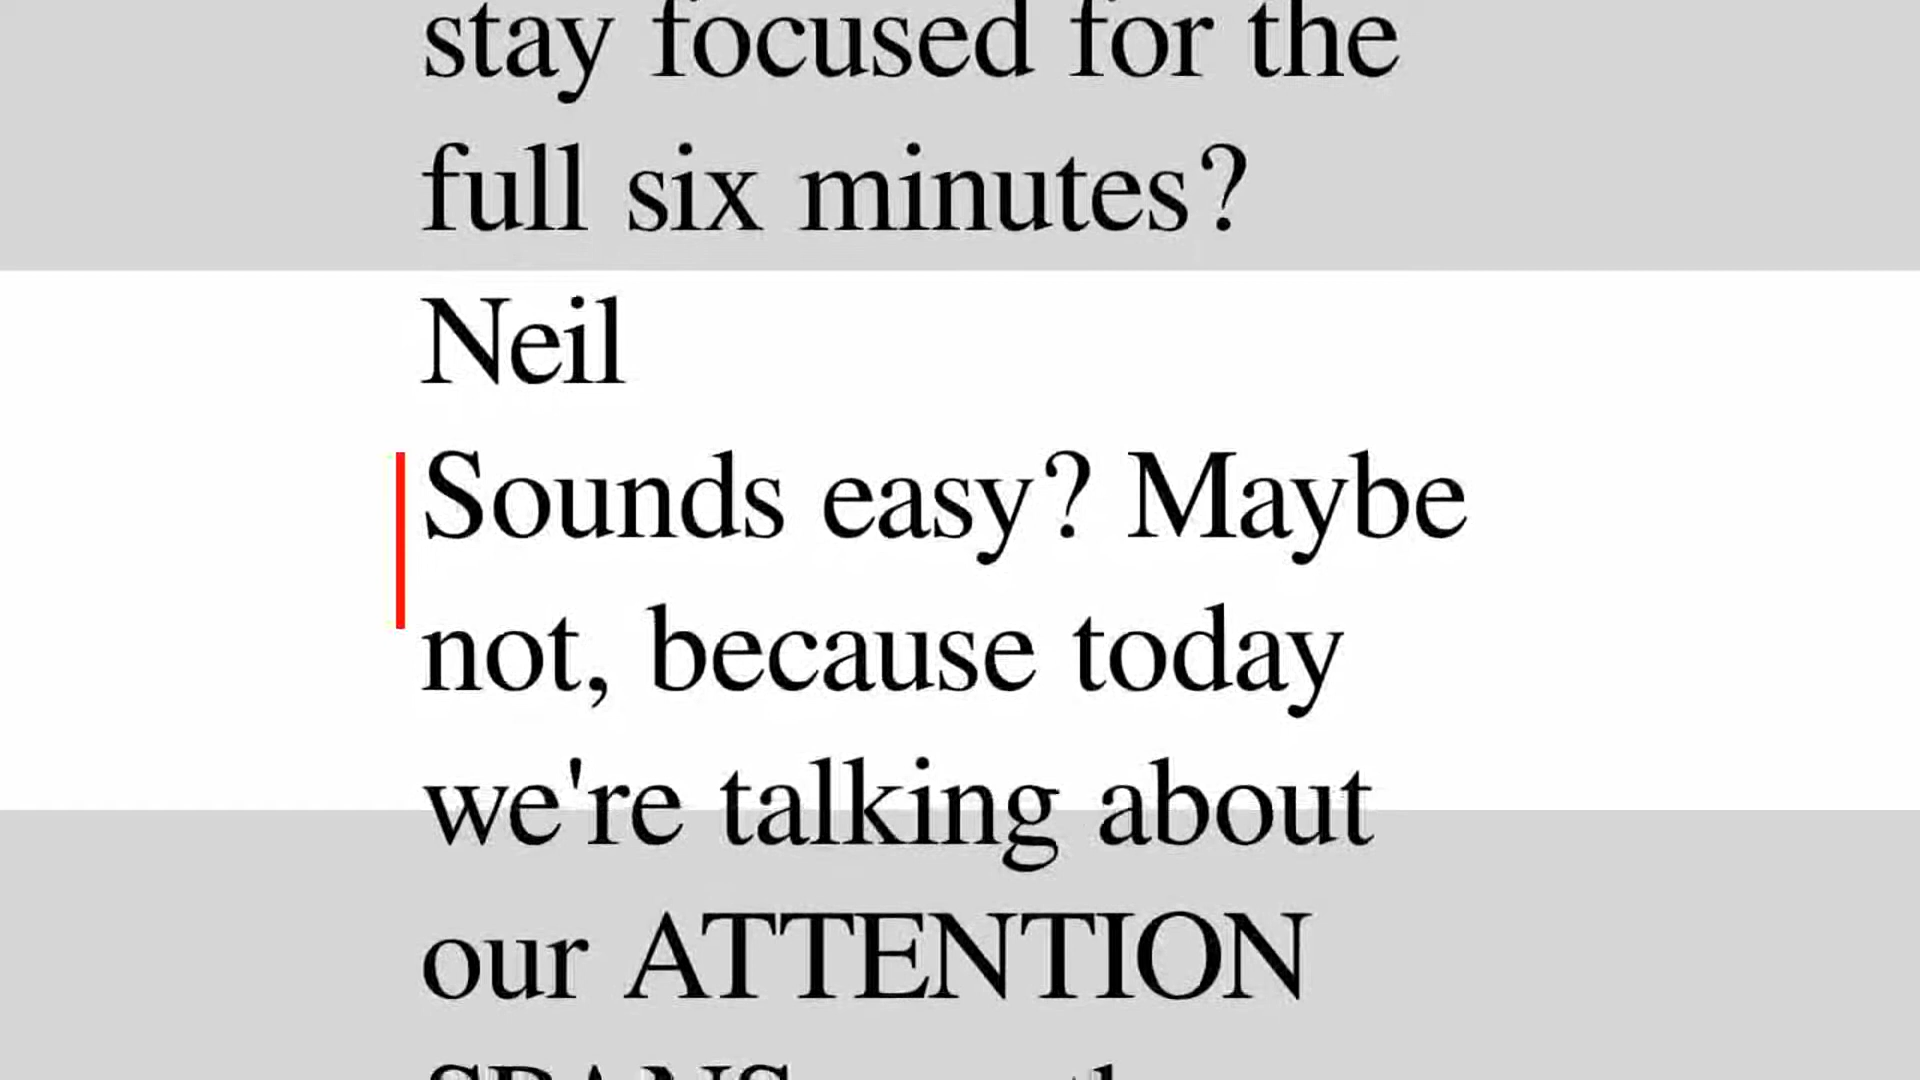 stay focused for the
full six minutes?
Neil
Sounds easy? Maybe
not, because today
we're talking about
our ATTENTION
SPANS